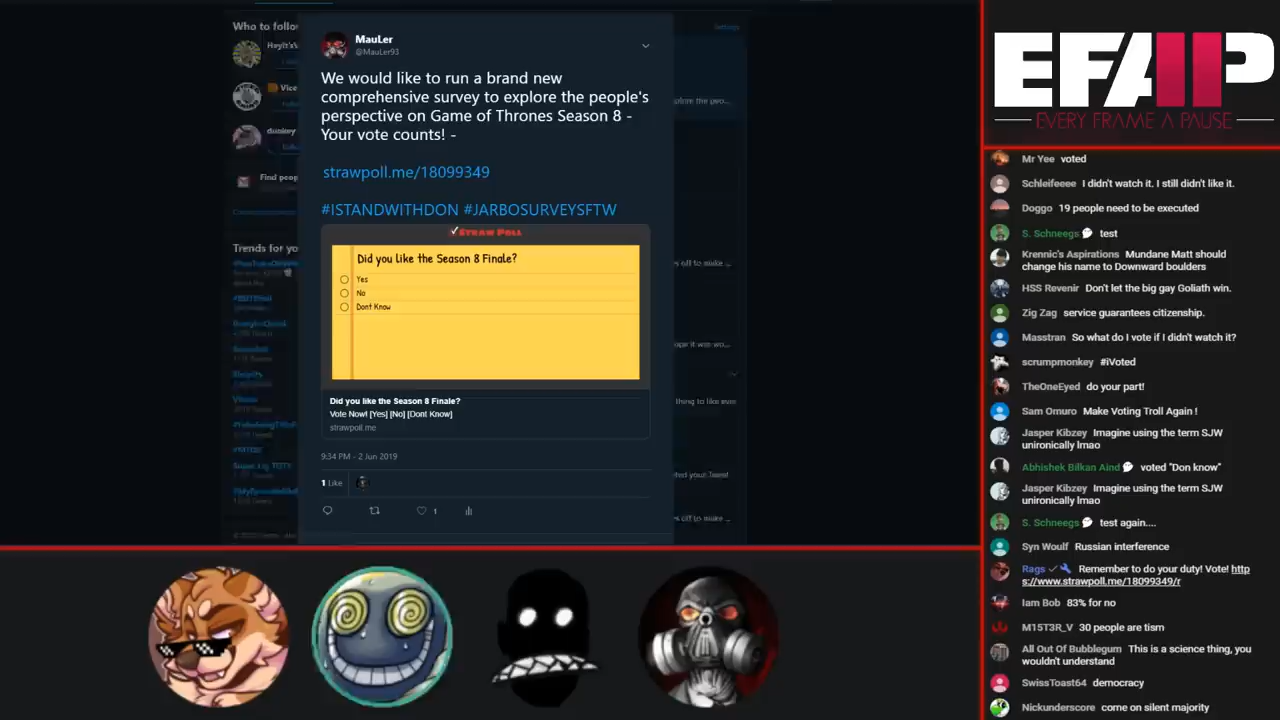 Who to follo
Settings
MauLer
@MauLer93
Vice
dunkey
Find peop
We would like to run a brand new
comprehensive survey to explore the people's
perspective on Game of Thrones Season 8 -
Your vote counts! -
strawpoll.me/18099349
#ISTANDWITHDON #JARBOSURVEYSFTW
STRAW POLL
Did you like the Season 8 Finale?
Yes
No
Dont Know
Did you like the Season 8 Finale?
Vote Now! [Yes] [No] [Dont Know]
strawpoll.me
9:34 PM - 2 Jun 2019
1 Like
1
Trends for yo
EFAP
EVERY FRAME A PAUSE
Mr Yee voted
Schleifeeee I didn't watch it. I still didn't like it.
Doggo 19 people need to be executed
S. Schneegs test
Krennic's Aspirations Mundane Matt should
change his name to Downward boulders
HSS Revenir Don't let the big gay Goliath win.
Zig Zag service guarantees citizenship.
Masstran So what do I vote if I didn't watch it?
scrumpmonkey #iVoted
TheOneEyed do your part!
Sam Omuro Make Voting Troll Again !
Jasper Kibzey Imagine using the term SJW
unironically lmao
Abhishek Bilkan Aind voted "Don know"
Jasper Kibzey Imagine using the term SJW
unironically lmao
S. Schneegs test again....
Syn Woulf Russian interference
Rags Remember to do your duty! Vote! http
s://www.strawpoll.me/18099349/r
Iam Bob 83% for no
M15T3R_V 30 people are tism
All Out Of Bubblegum This is a science thing, you
wouldn't understand
SwissToast64 democracy
Nickunderscore come on silent majority